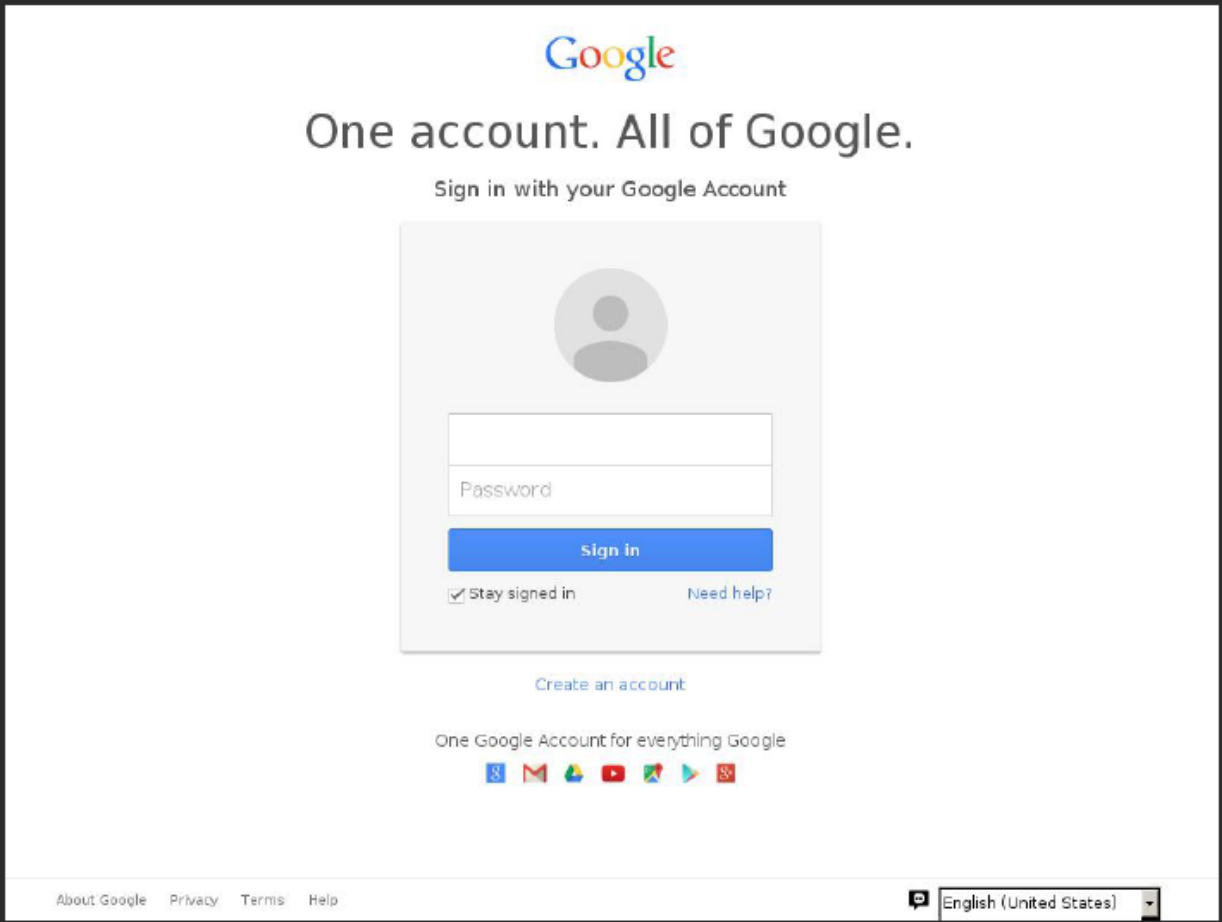 Google
One account. All of Google.
Sign in with your Google Account
Password
Sign in
Stay signed in Need help?
Create an account
One Google Account for everything Google
About Google Privacy Terms Help English (United States)